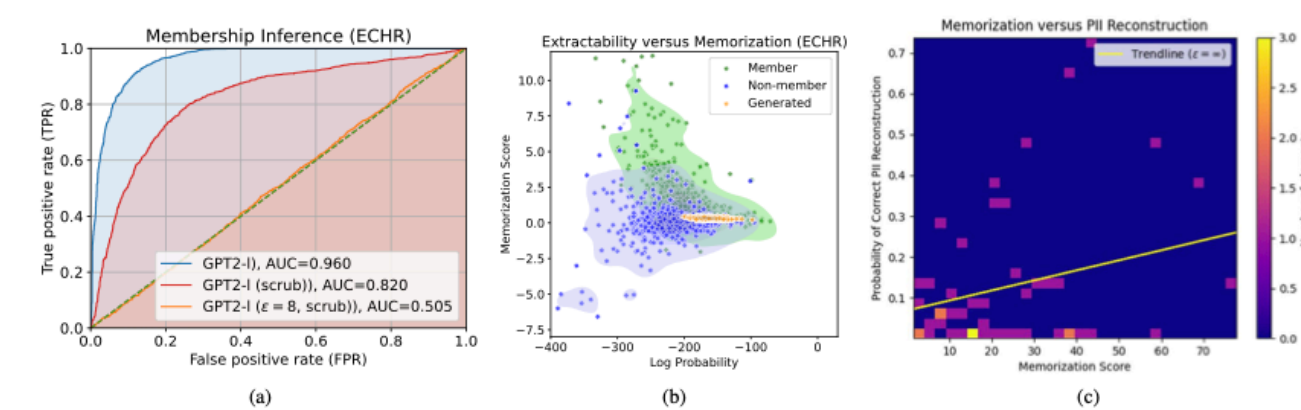 Membership Inference (ECHR)
1.0
0.8
0.6
0.4
0.2
0.0
True positive rate (TPR)
GPT2-l), AUC=0.960
GPT2-l (scrub)), AUC=0.820
GPT2-l (ε = 8, scrub)), AUC=0.505
0.0 0.2 0.4 0.6 0.8 1.0
False positive rate (FPR)
(a)
Extractability versus Memorization (ECHR)
Member
Non-member
Generated
10.0
7.5
5.0
2.5
0.0
−2.5
−5.0
−7.5
Memorization Score
−400 −300 −200 −100 0
Log Probability
(b)
Memorization versus PII Reconstruction
Trendline (ε = ∞)
0.7
0.6
0.5
0.4
0.3
0.2
0.1
Probability of Correct PII Reconstruction
10 20 30 40 50 60 70
Memorization Score
3.0
2.5
2.0
1.5
1.0
0.5
0.0
(c)